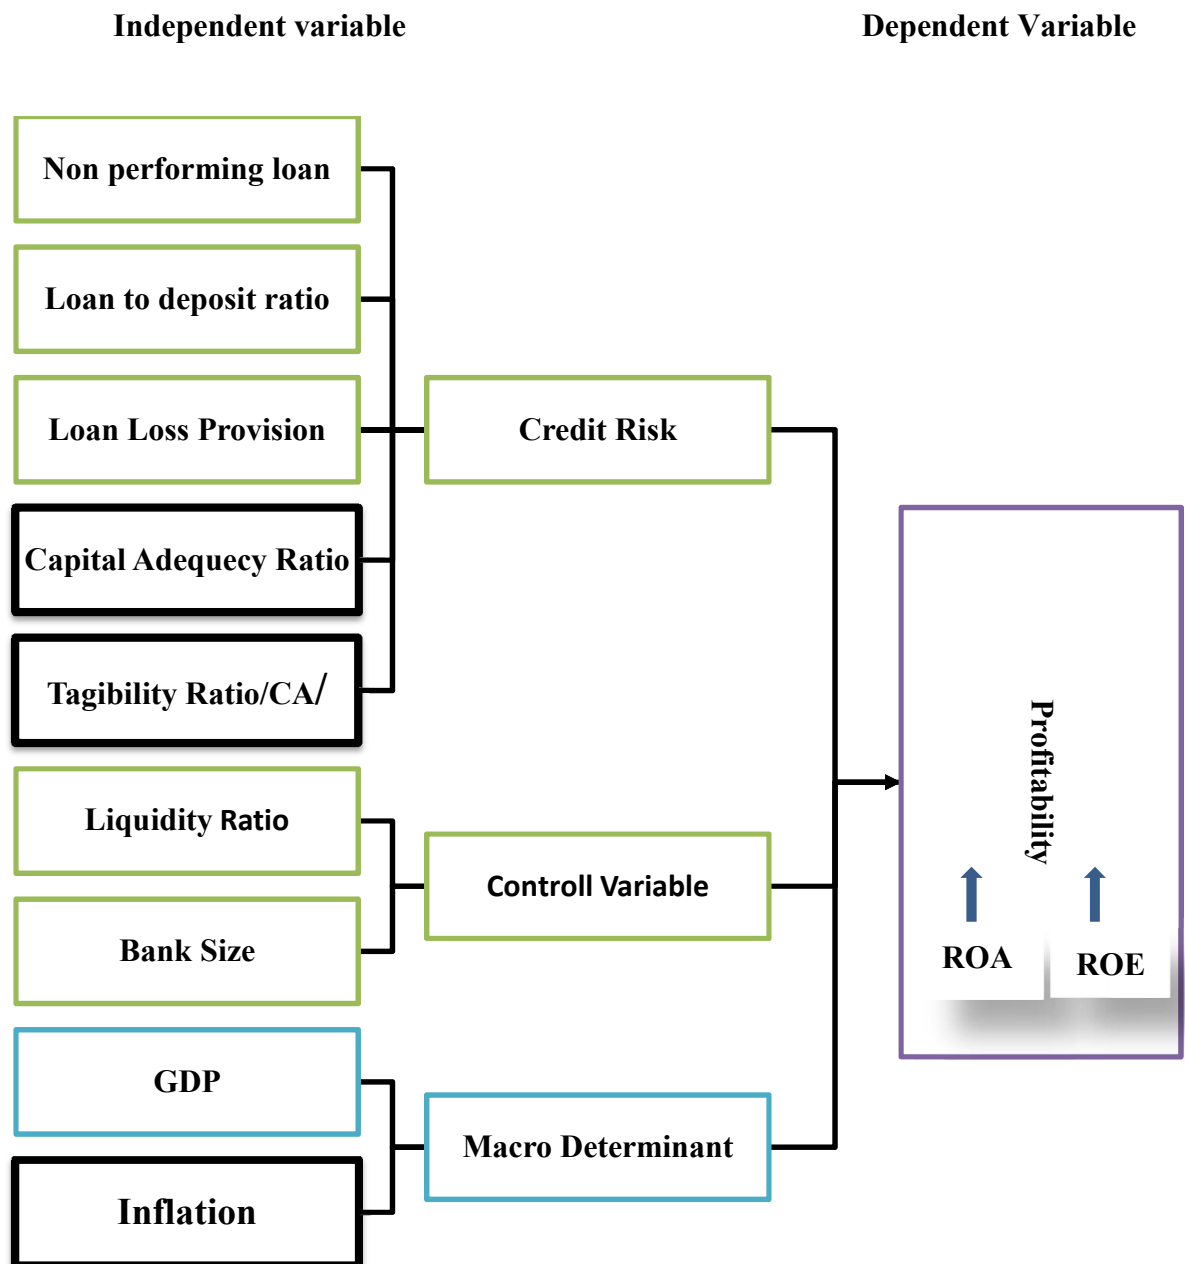 Independent variable
Dependent Variable
Non performing loan
Loan to deposit ratio
Loan Loss Provision
Credit Risk
Capital Adequecy Ratio
Tagibility Ratio/CA/
Profitability
Liquidity Ratio
Controll Variable
Bank Size
ROA
ROE
GDP
Macro Determinant
Inflation